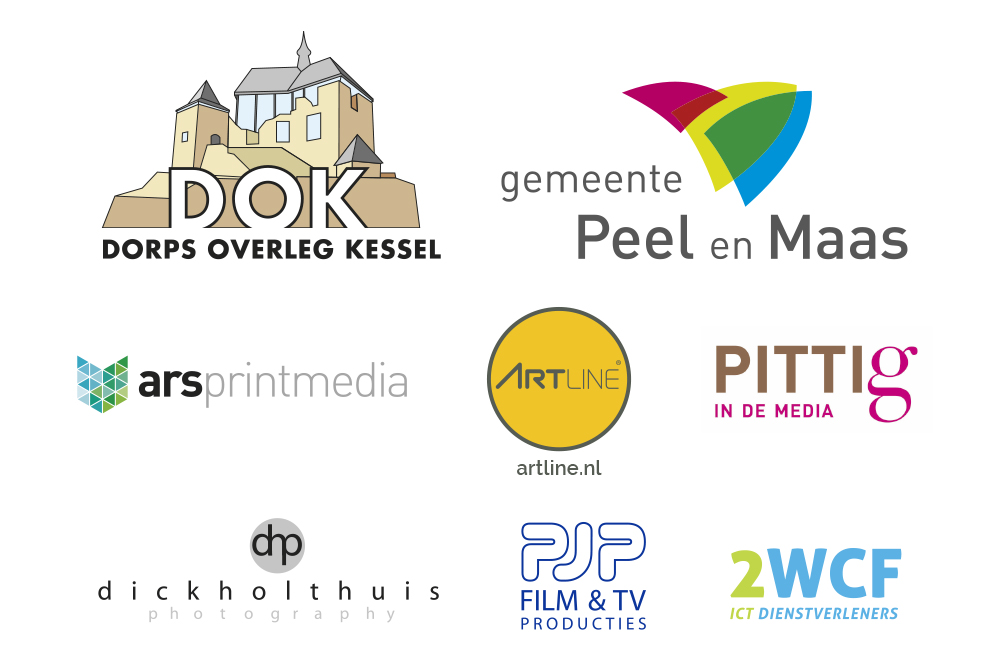 DOK
DORPS OVERLEG KESSEL
gemeente
Peel en Maas
arsprintmedia
ARTLINE®
artline.nl
PITTIg
IN DE MEDIA
dhp
dickholthuis
photography
PJP
FILM & TV
PRODUCTIES
2WCF
ICT DIENSTVERLENERS